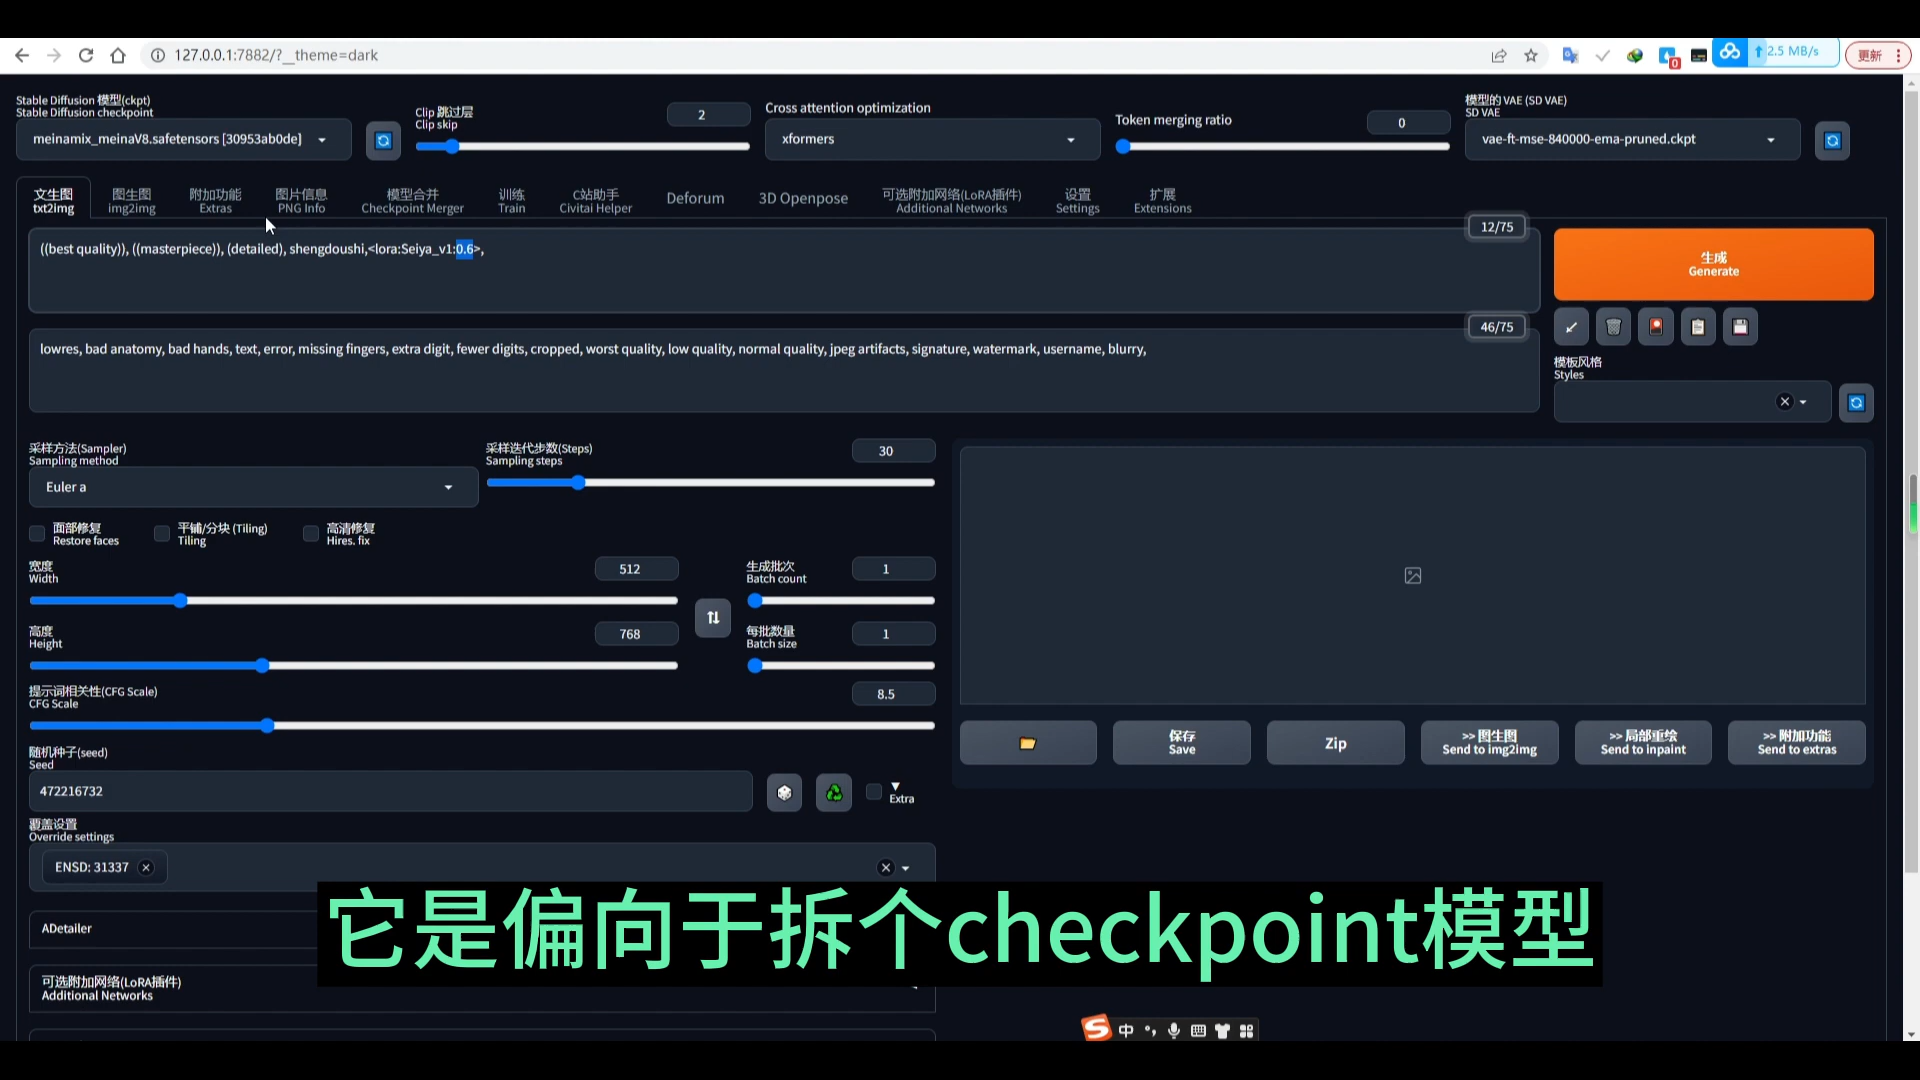 127.0.0.1:7882/?__theme=dark
0
2.5 MB/s
更新
Stable Diffusion 模型(ckpt)
Stable Diffusion checkpoint
meinamix_meinaV8.safetensors [30953ab0de]
Clip 跳过层
Clip skip
2
Cross attention optimization
xformers
Token merging ratio
0
模型的 VAE (SD VAE)
SD VAE
vae-ft-mse-840000-ema-pruned.ckpt
文生图
txt2img
图生图
img2img
附加功能
Extras
图片信息
PNG Info
模型合并
Checkpoint Merger
训练
Train
C站助手
Civitai Helper
Deforum
3D Openpose
可选附加网络(LoRA插件)
Additional Networks
设置
Settings
扩展
Extensions
12/75
((best quality)), ((masterpiece)), (detailed), shengdoushi,<lora:Seiya_v1:0.6>,
生成
Generate
46/75
lowres, bad anatomy, bad hands, text, error, missing fingers, extra digit, fewer digits, cropped, worst quality, low quality, normal quality, jpeg artifacts, signature, watermark, username, blurry,
模板风格
Styles
采样方法(Sampler)
Sampling method
Euler a
采样迭代步数(Steps)
Sampling steps
30
面部修复
Restore faces
平铺/分块 (Tiling)
Tiling
高清修复
Hires. fix
宽度
Width
512
生成批次
Batch count
1
高度
Height
768
每批数量
Batch size
1
提示词相关性(CFG Scale)
CFG Scale
8.5
保存
Save
Zip
>> 图生图
Send to img2img
>> 局部重绘
Send to inpaint
>> 附加功能
Send to extras
随机种子(seed)
Seed
472216732
Extra
覆盖设置
Override settings
ENSD: 31337
ADetailer
它是偏向于拆个checkpoint模型
可选附加网络(LoRA插件)
Additional Networks
S 中